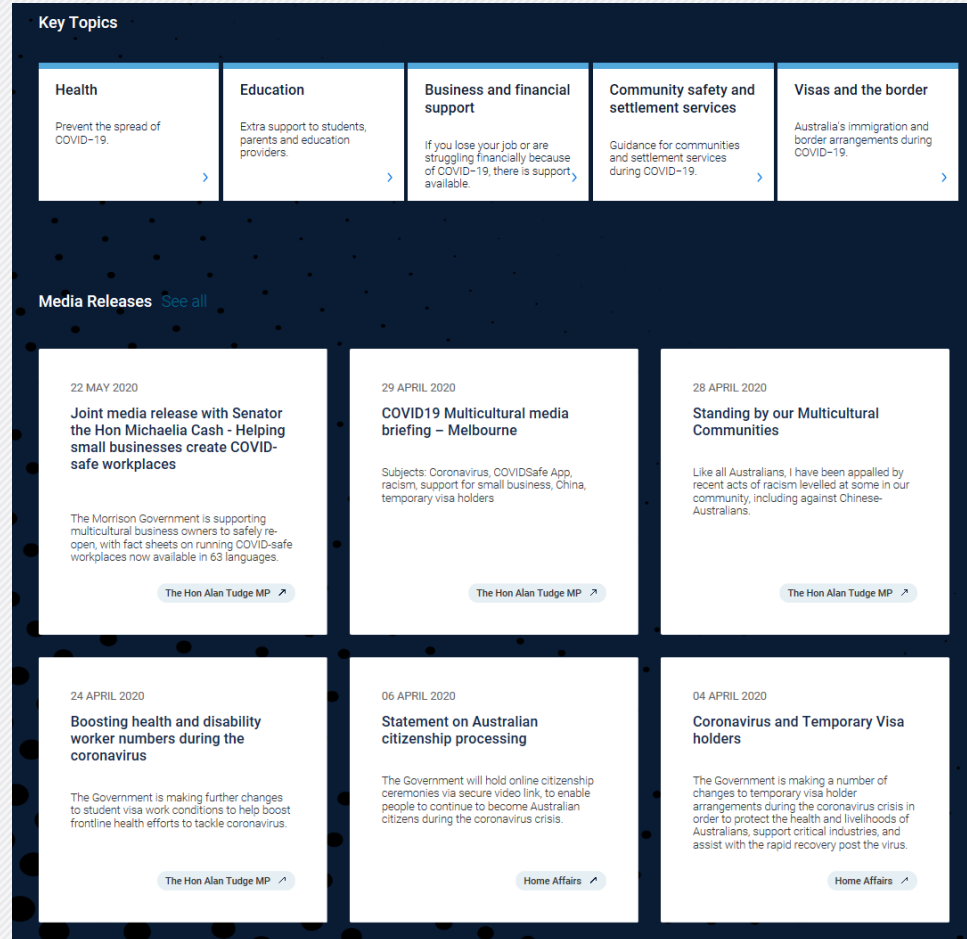 Key Topics
Health
Prevent the spread of
COVID-19.
Education
Extra support to students,
parents and education
providers.
Business and financial
support
If you lose your job or are
struggling financially because
of COVID-19, there is support
available.
Community safety and
settlement services
Guidance for communities
and settlement services
during COVID-19.
Visas and the border
Australia's immigration and
border arrangements during
COVID-19.
Media Releases See all
22 MAY 2020
Joint media release with Senator
the Hon Michaelia Cash - Helping
small businesses create COVID-
safe workplaces
The Morrison Government is supporting
multicultural business owners to safely re-
open, with fact sheets on running COVID-safe
workplaces now available in 63 languages.
The Hon Alan Tudge MP
29 APRIL 2020
COVID19 Multicultural media
briefing – Melbourne
Subjects: Coronavirus, COVIDSafe App,
racism, support for small business, China,
temporary visa holders
The Hon Alan Tudge MP
28 APRIL 2020
Standing by our Multicultural
Communities
Like all Australians, I have been appalled by
recent acts of racism levelled at some in our
community, including against Chinese-
Australians.
The Hon Alan Tudge MP
24 APRIL 2020
Boosting health and disability
worker numbers during the
coronavirus
The Government is making further changes
to student visa work conditions to help boost
frontline health efforts to tackle coronavirus.
The Hon Alan Tudge MP
06 APRIL 2020
Statement on Australian
citizenship processing
The Government will hold online citizenship
ceremonies via secure video link, to enable
people to continue to become Australian
citizens during the coronavirus crisis.
Home Affairs
04 APRIL 2020
Coronavirus and Temporary Visa
holders
The Government is making a number of
changes to temporary visa holder
arrangements during the coronavirus crisis in
order to protect the health and livelihoods of
Australians, support critical industries, and
assist with the rapid recovery post the virus.
Home Affairs